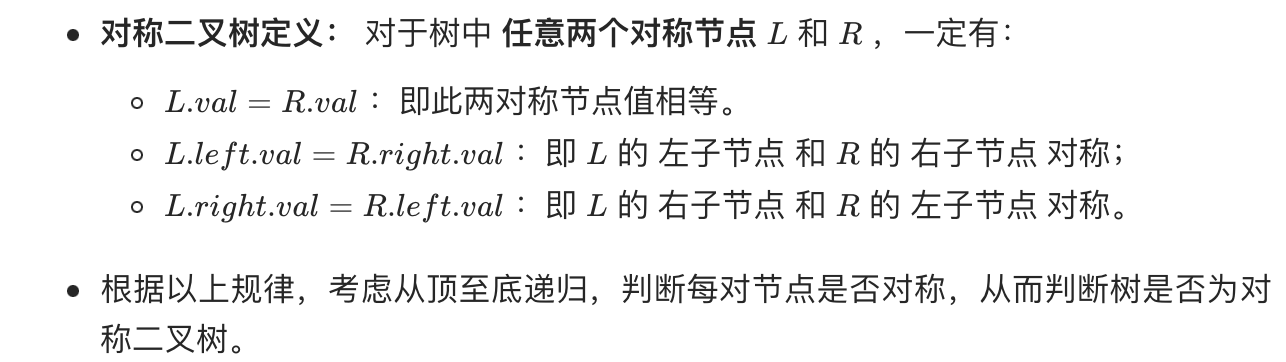 • 对称二叉树定义： 对于树中 任意两个对称节点 L 和 R ，一定有：
◦ L.val = R.val ： 即此两对称节点值相等。
◦ L.left.val = R.right.val ： 即 L 的 左子节点 和 R 的 右子节点 对称；
◦ L.right.val = R.left.val ： 即 L 的 右子节点 和 R 的 左子节点 对称。
• 根据以上规律，考虑从顶至底递归，判断每对节点是否对称，从而判断树是否为对
称二叉树。